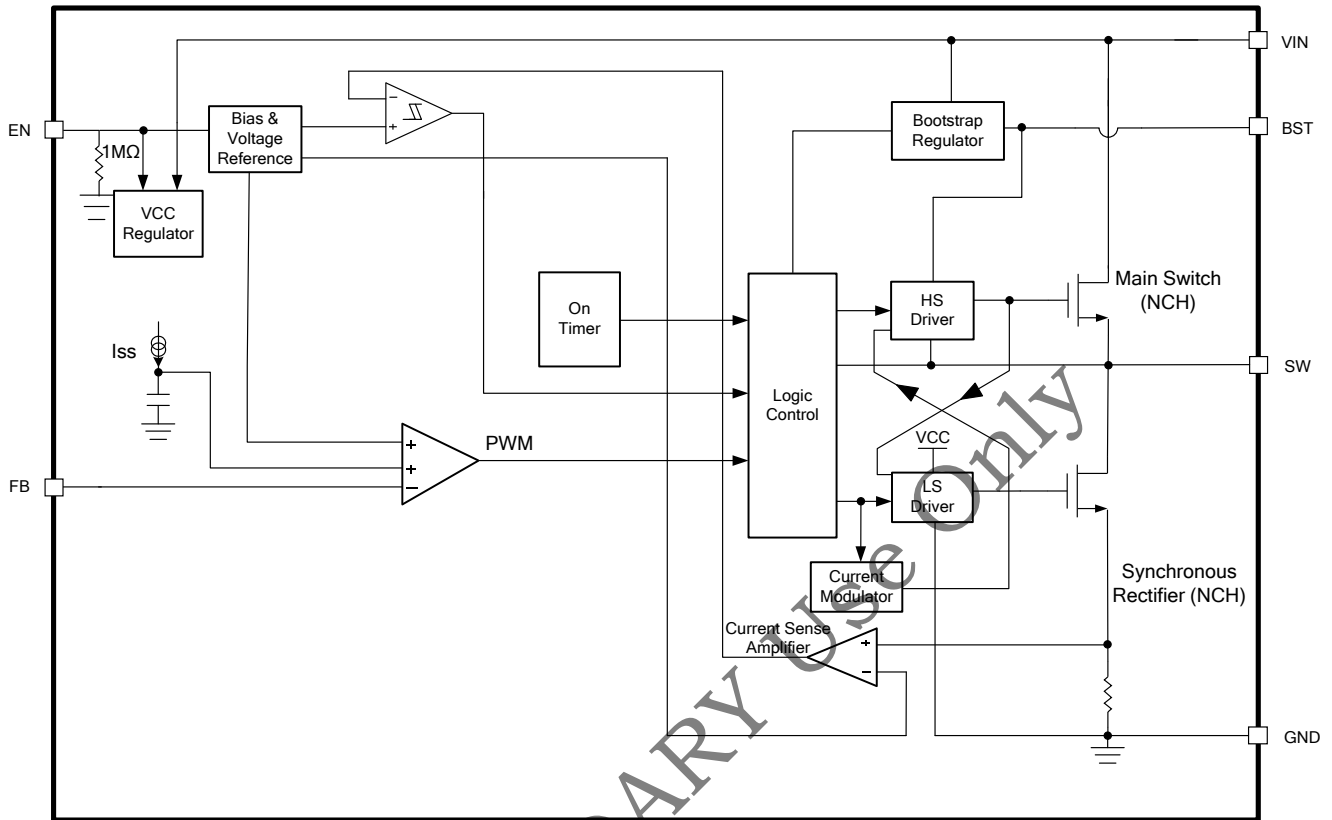 VIN
EN
1MΩ
Bias &
Voltage
Reference
Bootstrap
Regulator
BST
VCC
Regulator
On
Timer
HS
Driver
Main Switch
(NCH)
Iss
SW
Logic
Control
PWM
VCC
FB
LS
Driver
Current
Modulator
Synchronous
Rectifier (NCH)
Current Sense
Amplifier
GND
ARY Use Only